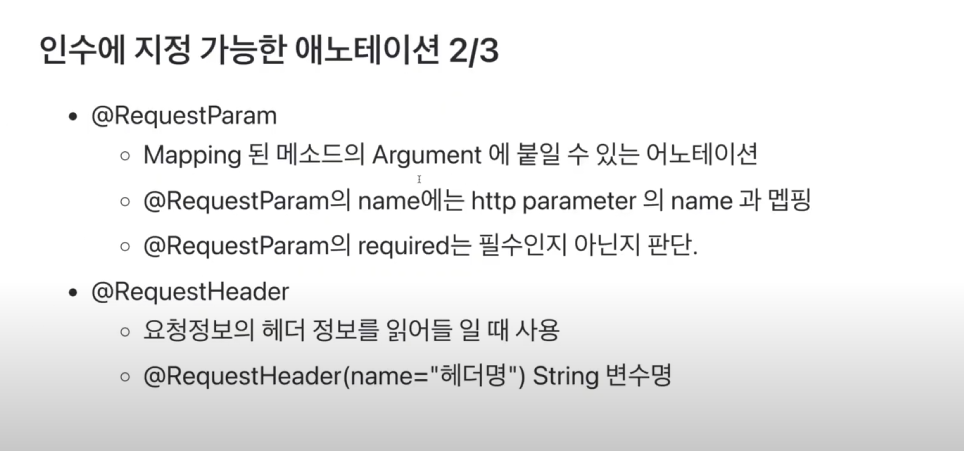 인수에 지정 가능한 애노테이션 2/3
@RequestParam
Mapping 된 메소드의 Argument 에 붙일 수 있는 어노테이션
@RequestParam의 name에는 http parameter 의 name 과 멥핑
@RequestParam의 required는 필수인지 아닌지 판단.
@RequestHeader
요청정보의 헤더 정보를 읽어들 일 때 사용
@RequestHeader(name="헤더명") String 변수명